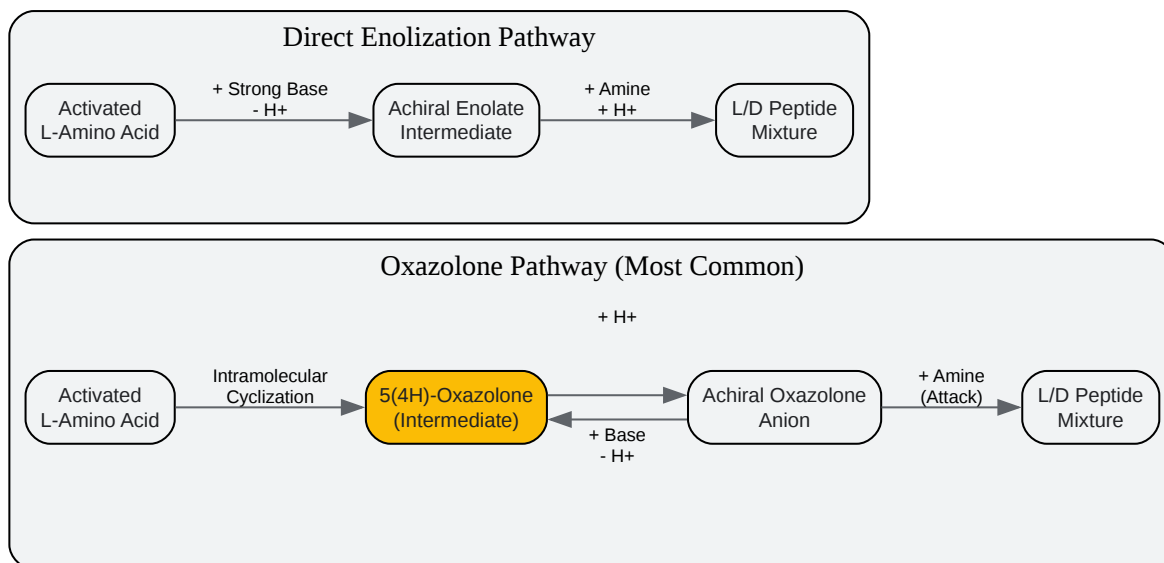 Direct Enolization Pathway
Activated
L-Amino Acid
+ Strong Base
- H+
Achiral Enolate
Intermediate
+ Amine
+ H+
L/D Peptide
Mixture
Oxazolone Pathway (Most Common)
+ H+
Activated
L-Amino Acid
Intramolecular
Cyclization
5(4H)-Oxazolone
(Intermediate)
+ Base
- H+
Achiral Oxazolone
Anion
+ Amine
(Attack)
L/D Peptide
Mixture